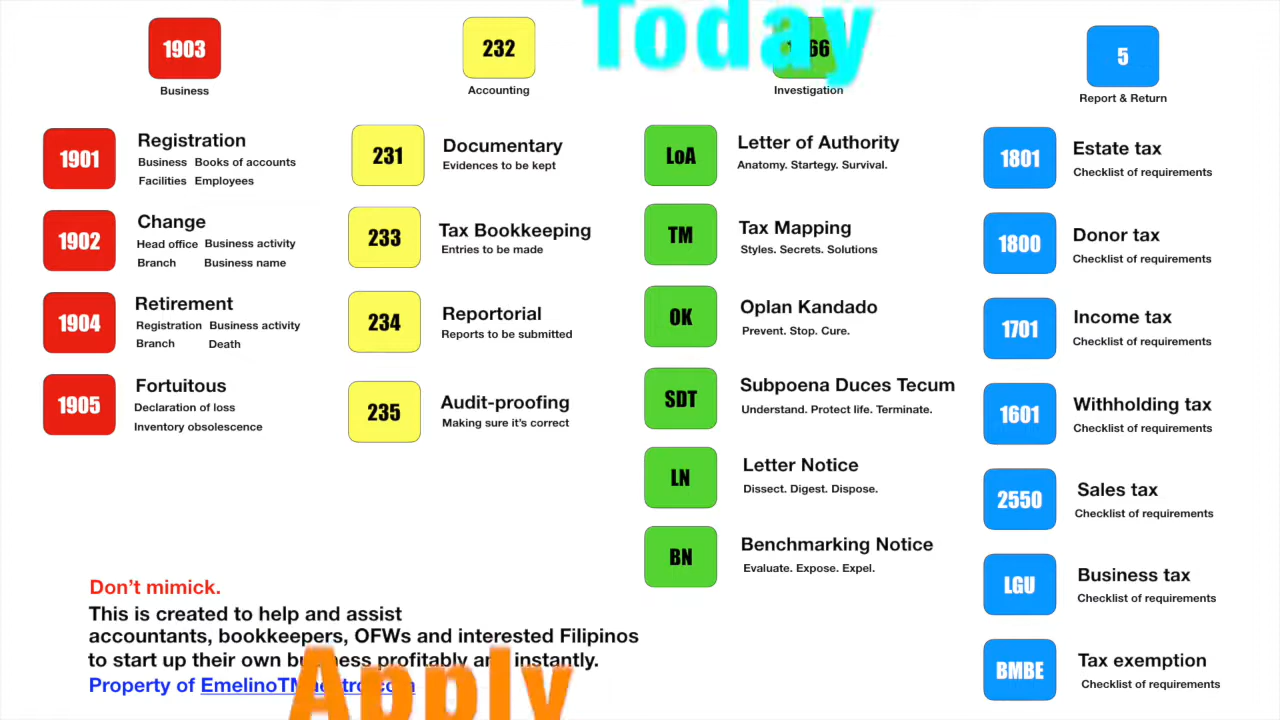 Today
1903
Business
1901
Registration
Business Books of accounts
Facilities Employees
1902
Change
Head office Business activity
Branch Business name
1904
Retirement
Registration Business activity
Branch Death
1905
Fortuitous
Declaration of loss
Inventory obsolescence
232
Accounting
231
Documentary
Evidences to be kept
233
Tax Bookkeeping
Entries to be made
234
Reportorial
Reports to be submitted
235
Audit-proofing
Making sure it's correct
66
Investigation
LoA
Letter of Authority
Anatomy. Startegy. Survival.
TM
Tax Mapping
Styles. Secrets. Solutions
OK
Oplan Kandado
Prevent. Stop. Cure.
SDT
Subpoena Duces Tecum
Understand. Protect life. Terminate.
LN
Letter Notice
Dissect. Digest. Dispose.
BN
Benchmarking Notice
Evaluate. Expose. Expel.
5
Report & Return
1801
Estate tax
Checklist of requirements
1800
Donor tax
Checklist of requirements
1701
Income tax
Checklist of requirements
1601
Withholding tax
Checklist of requirements
2550
Sales tax
Checklist of requirements
LGU
Business tax
Checklist of requirements
BMBE
Tax exemption
Checklist of requirements
Don't mimick.
This is created to help and assist
accountants, bookkeepers, OFWs and interested Filipinos
to start up their own business profitably and instantly.
Property of EmelinoTMaestro.com
Apply